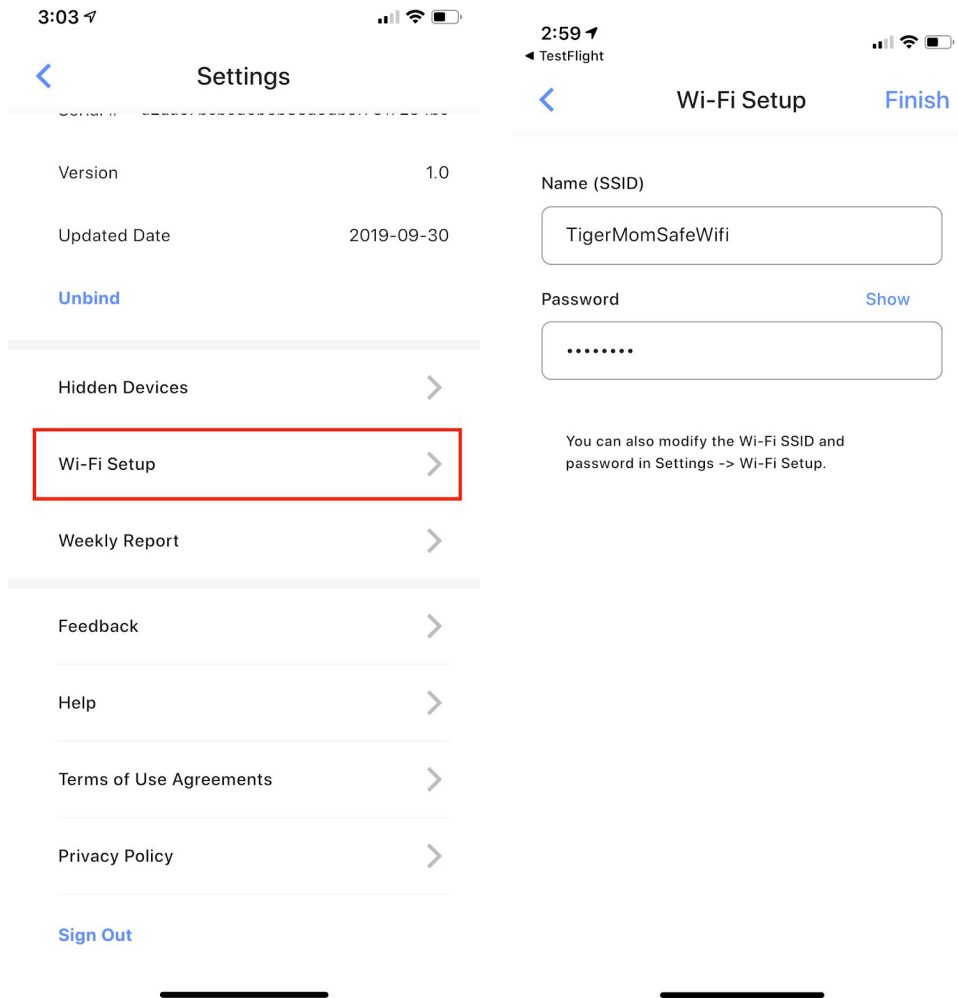 3:03
Settings
Version 1.0
Updated Date 2019-09-30
Unbind
Hidden Devices
Wi-Fi Setup
Weekly Report
Feedback
Help
Terms of Use Agreements
Privacy Policy
Sign Out
2:59
TestFlight
Wi-Fi Setup Finish
Name (SSID)
TigerMomSafeWifi
Password Show
••••••••
You can also modify the Wi-Fi SSID and
password in Settings -> Wi-Fi Setup.